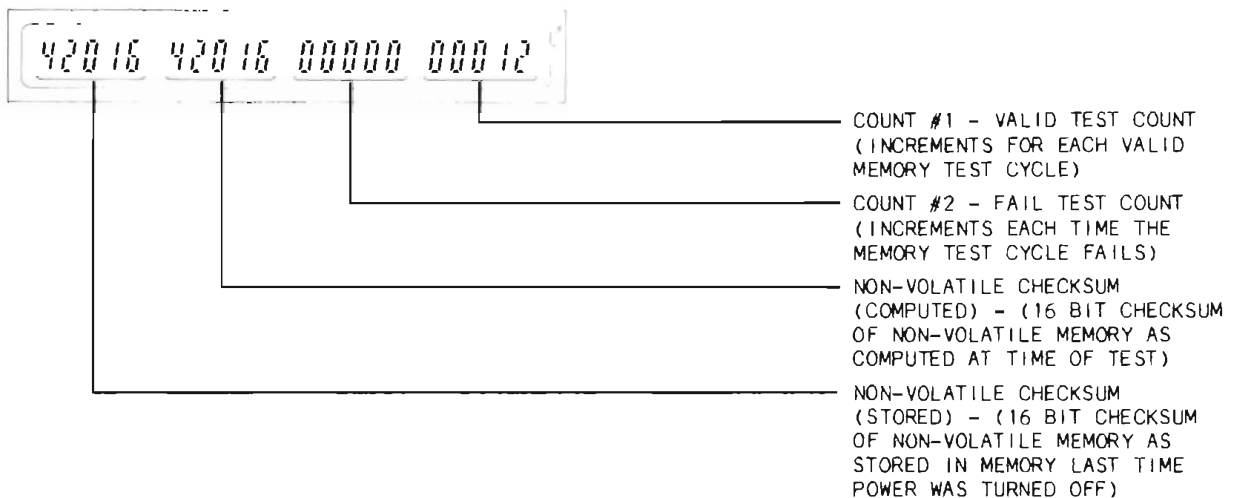 42016 42016 00000 00012
COUNT #1 - VALID TEST COUNT
(INCREMENTS FOR EACH VALID
MEMORY TEST CYCLE)
COUNT #2 - FAIL TEST COUNT
(INCREMENTS EACH TIME THE
MEMORY TEST CYCLE FAILS)
NON-VOLATILE CHECKSUM
(COMPUTED) - (16 BIT CHECKSUM
OF NON-VOLATILE MEMORY AS
COMPUTED AT TIME OF TEST)
NON-VOLATILE CHECKSUM
(STORED) - (16 BIT CHECKSUM
OF NON-VOLATILE MEMORY AS
STORED IN MEMORY LAST TIME
POWER WAS TURNED OFF)